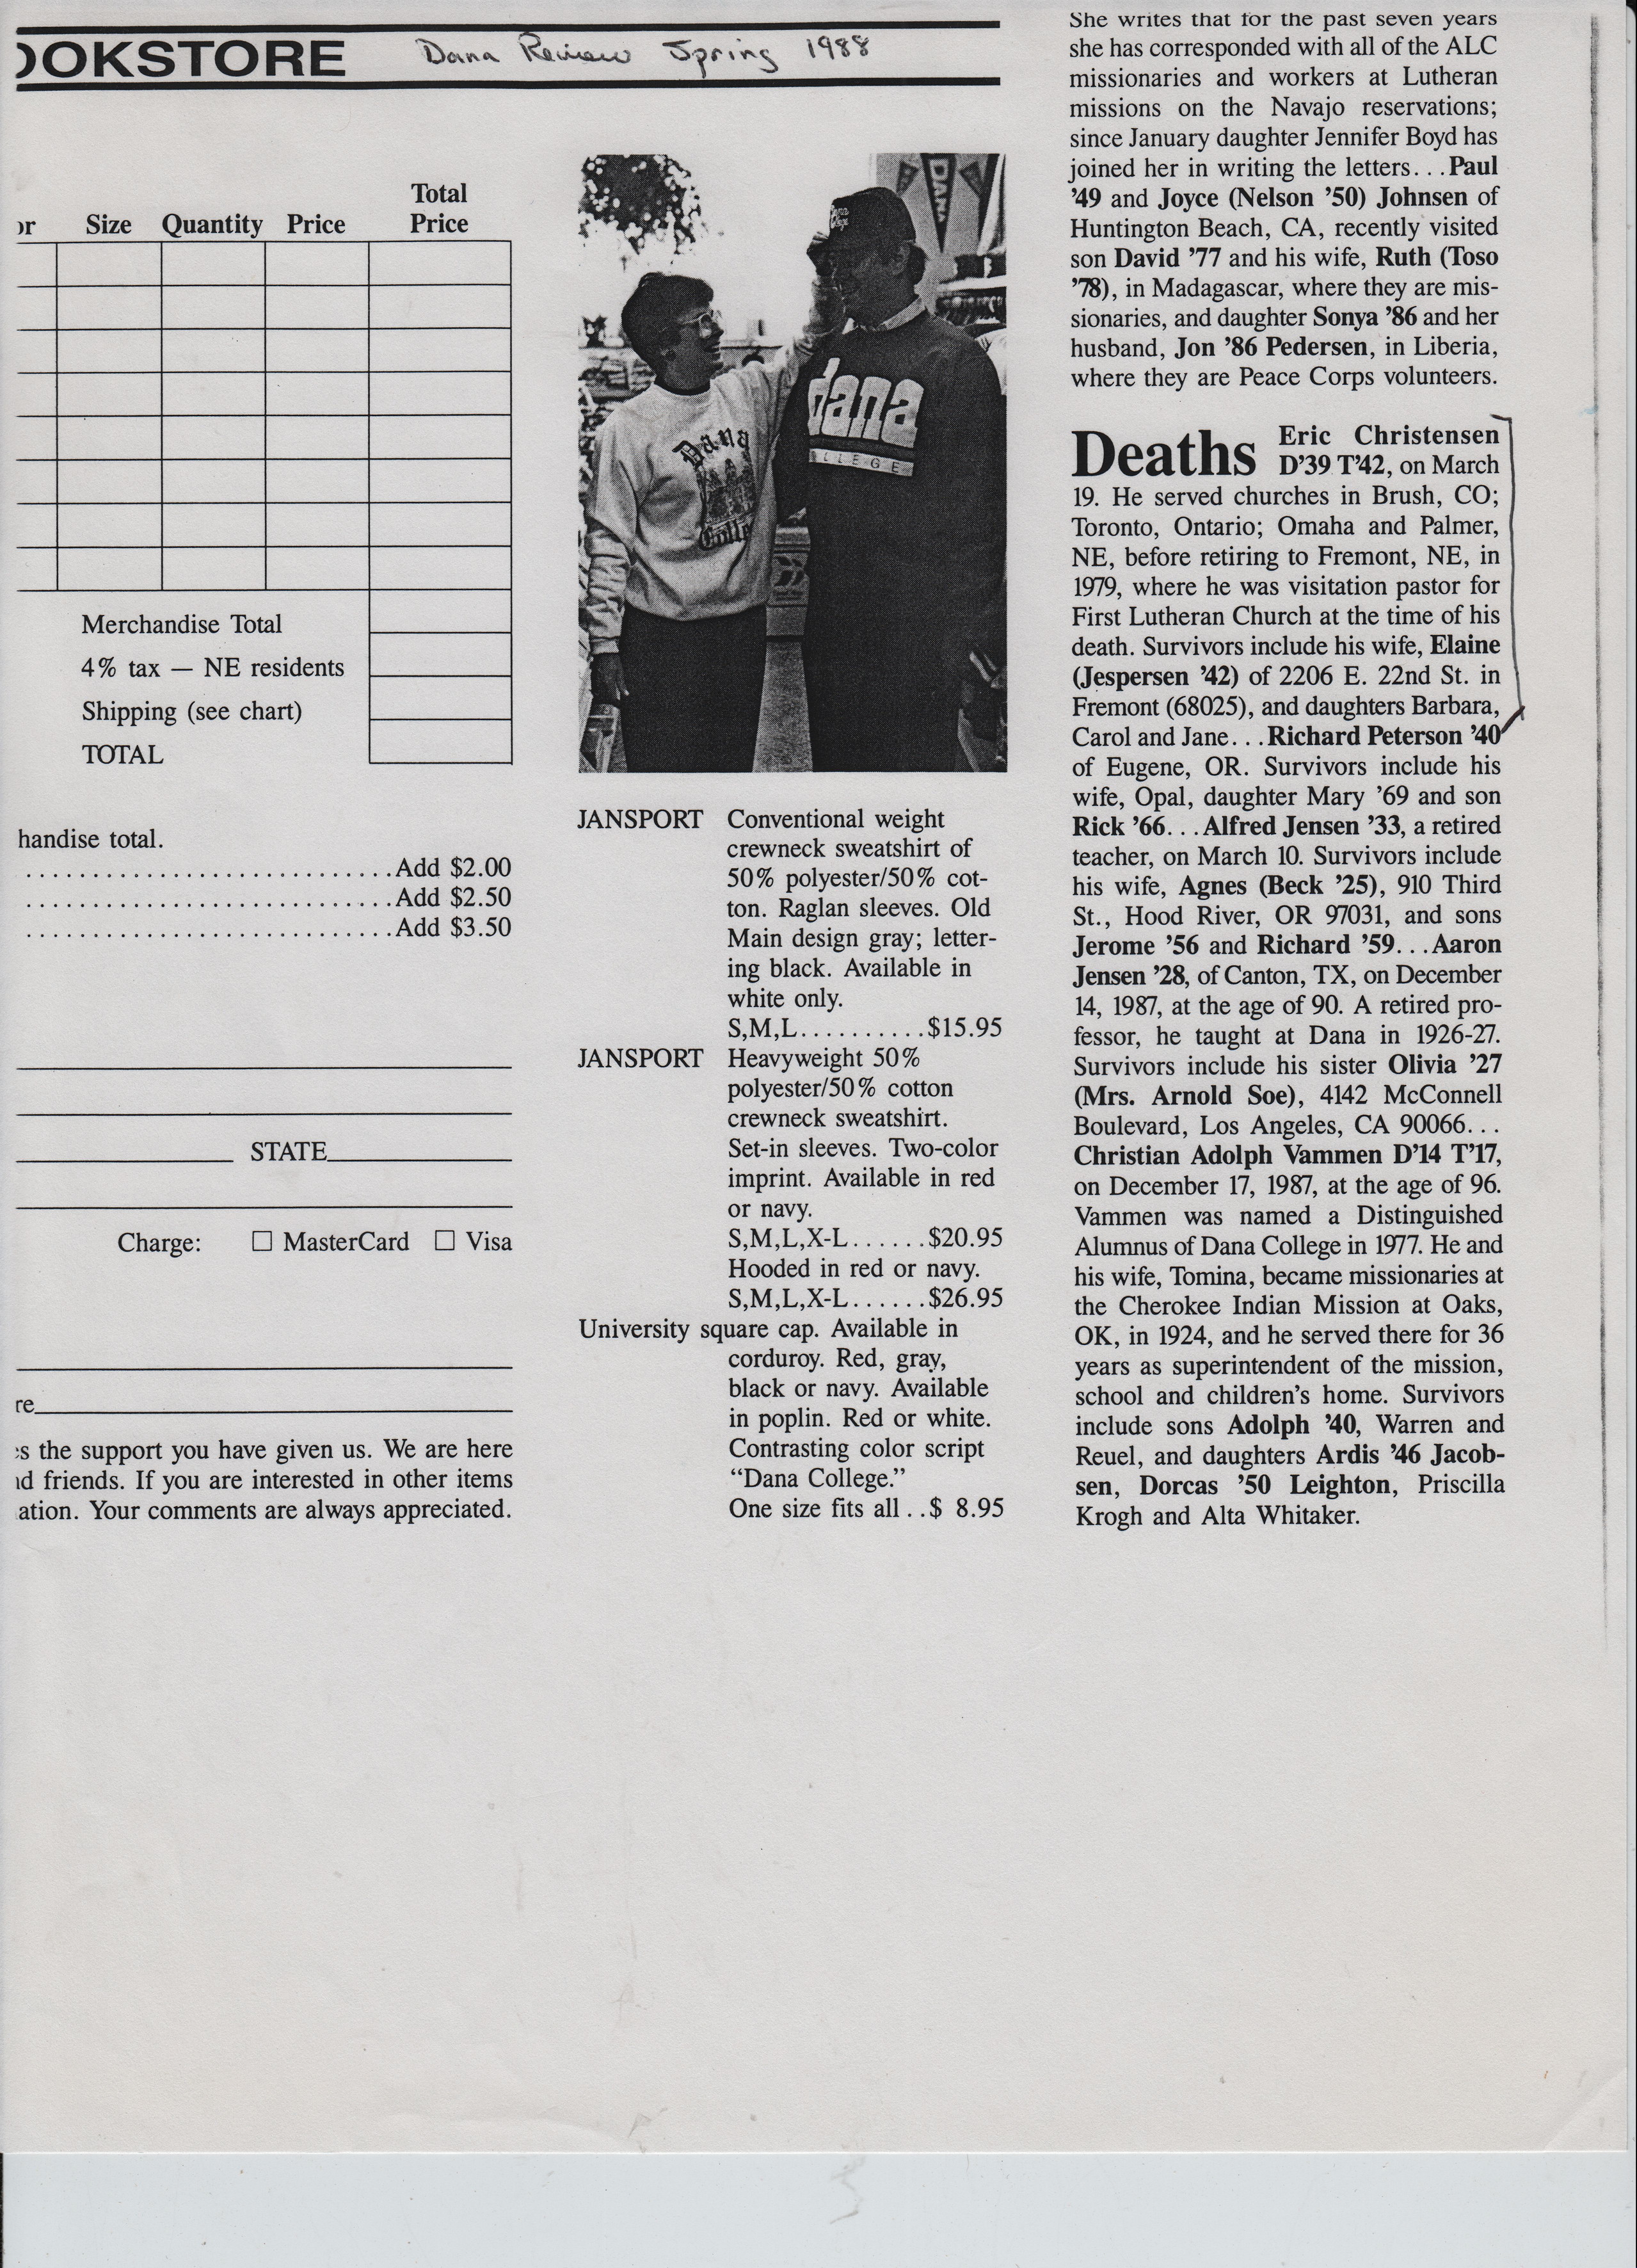 OOKSTORE
Dana Review Spring 1988
or Size Quantity Price Total Price
Merchandise Total
4% tax — NE residents
Shipping (see chart)
TOTAL
handise total.
............................Add $2.00
............................Add $2.50
............................Add $3.50
STATE
Charge: ☐ MasterCard ☐ Visa
re
s the support you have given us. We are here
d friends. If you are interested in other items
ation. Your comments are always appreciated.
DANA
Dana
College
Dana
Colle
dana
LLEGE
JANSPORT Conventional weight
crewneck sweatshirt of
50% polyester/50% cot-
ton. Raglan sleeves. Old
Main design gray; letter-
ing black. Available in
white only.
S,M,L..........$15.95
JANSPORT Heavyweight 50%
polyester/50% cotton
crewneck sweatshirt.
Set-in sleeves. Two-color
imprint. Available in red
or navy.
S,M,L,X-L......$20.95
Hooded in red or navy.
S,M,L,X-L......$26.95
University square cap. Available in
corduroy. Red, gray,
black or navy. Available
in poplin. Red or white.
Contrasting color script
“Dana College.”
One size fits all..$ 8.95
She writes that for the past seven years
she has corresponded with all of the ALC
missionaries and workers at Lutheran
missions on the Navajo reservations;
since January daughter Jennifer Boyd has
joined her in writing the letters...Paul
’49 and Joyce (Nelson ’50) Johnsen of
Huntington Beach, CA, recently visited
son David ’77 and his wife, Ruth (Toso
’78), in Madagascar, where they are mis-
sionaries, and daughter Sonya ’86 and her
husband, Jon ’86 Pedersen, in Liberia,
where they are Peace Corps volunteers.
Deaths Eric Christensen
D’39 T’42, on March
19. He served churches in Brush, CO;
Toronto, Ontario; Omaha and Palmer,
NE, before retiring to Fremont, NE, in
1979, where he was visitation pastor for
First Lutheran Church at the time of his
death. Survivors include his wife, Elaine
(Jespersen ’42) of 2206 E. 22nd St. in
Fremont (68025), and daughters Barbara,
Carol and Jane...Richard Peterson ’40
of Eugene, OR. Survivors include his
wife, Opal, daughter Mary ’69 and son
Rick ’66...Alfred Jensen ’33, a retired
teacher, on March 10. Survivors include
his wife, Agnes (Beck ’25), 910 Third
St., Hood River, OR 97031, and sons
Jerome ’56 and Richard ’59...Aaron
Jensen ’28, of Canton, TX, on December
14, 1987, at the age of 90. A retired pro-
fessor, he taught at Dana in 1926-27.
Survivors include his sister Olivia ’27
(Mrs. Arnold Soe), 4142 McConnell
Boulevard, Los Angeles, CA 90066...
Christian Adolph Vammen D’14 T’17,
on December 17, 1987, at the age of 96.
Vammen was named a Distinguished
Alumnus of Dana College in 1977. He and
his wife, Tomina, became missionaries at
the Cherokee Indian Mission at Oaks,
OK, in 1924, and he served there for 36
years as superintendent of the mission,
school and children’s home. Survivors
include sons Adolph ’40, Warren and
Reuel, and daughters Ardis ’46 Jacob-
sen, Dorcas ’50 Leighton, Priscilla
Krogh and Alta Whitaker.